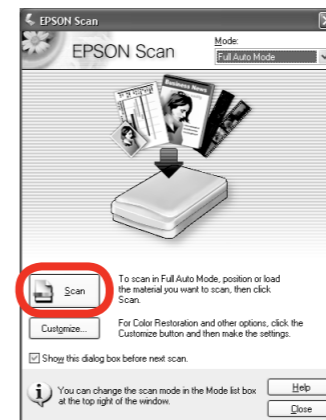 EPSON Scan
EPSON Scan
Mode:
Full Auto Mode
Business News
Scan
To scan in Full Auto Mode, position or load
the material you want to scan, then click
Scan.
Customize...
For Color Restoration and other options, click the
Customize button and then make the settings.
Show this dialog box before next scan.
You can change the scan mode in the Mode list box
at the top right of the window.
Help
Close